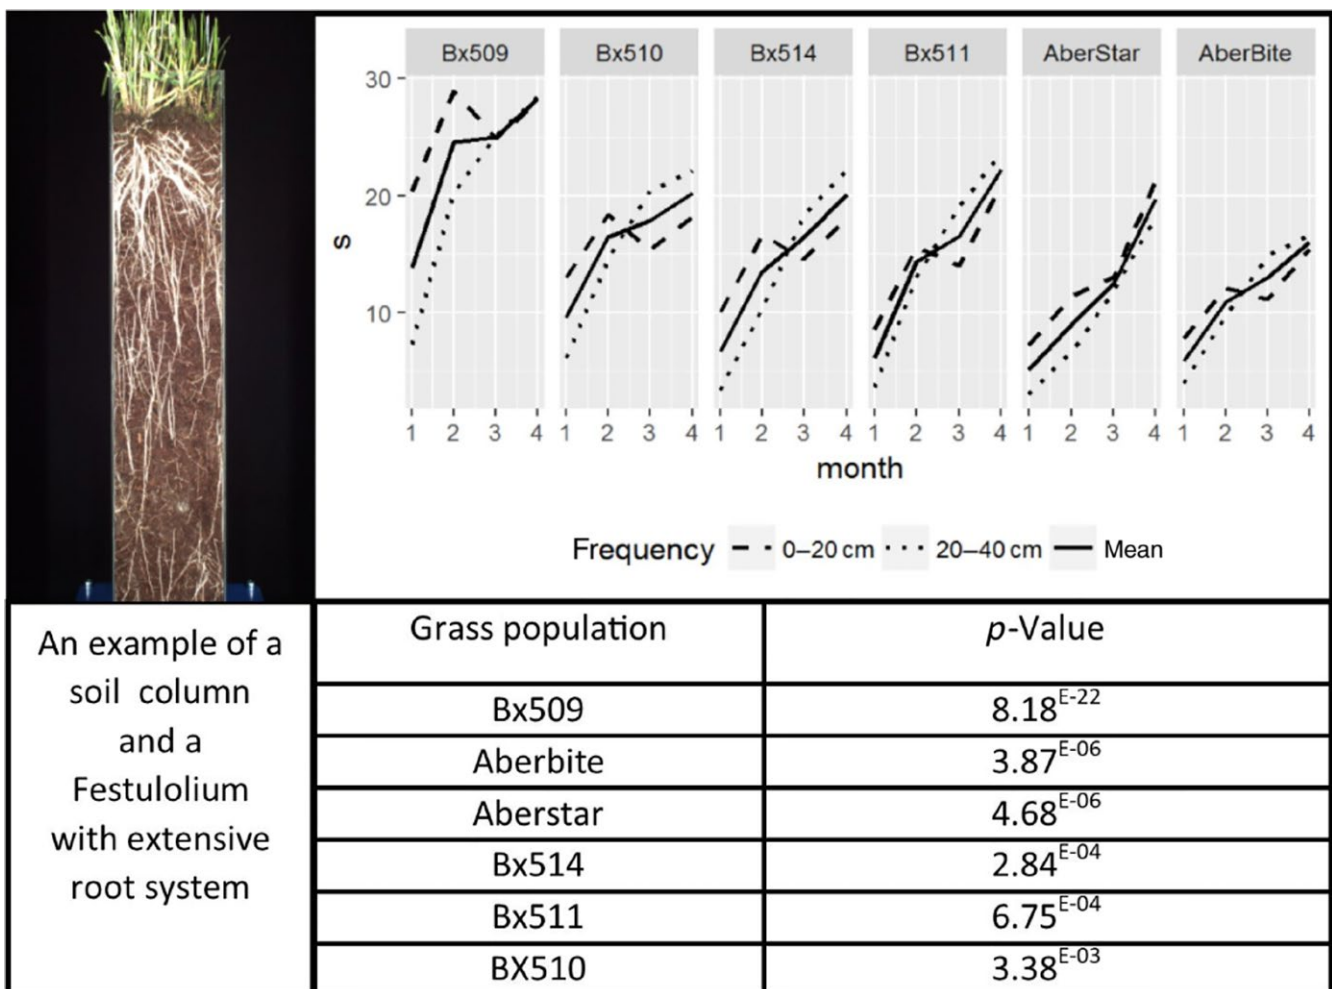 Bx509 Bx510 Bx514 Bx511 AberStar AberBite
30
20
10
s
1 2 3 4 1 2 3 4 1 2 3 4 1 2 3 4 1 2 3 4 1 2 3 4
month
Frequency 0–20 cm 20–40 cm Mean
An example of a
soil column
and a
Festulolium
with extensive
root system
Grass population p-Value
Bx509 8.18E-22
Aberbite 3.87E-06
Aberstar 4.68E-06
Bx514 2.84E-04
Bx511 6.75E-04
BX510 3.38E-03